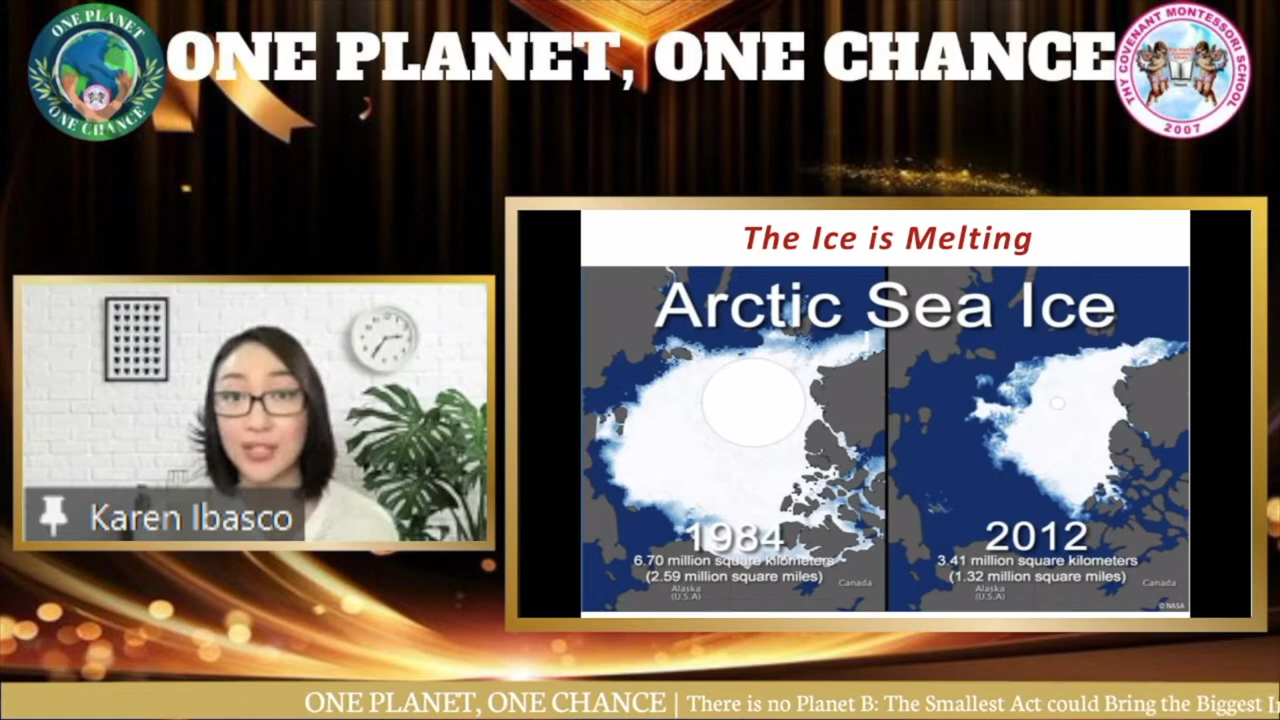 ONE PLANET
ONE CHANCE
ONE PLANET, ONE CHANCE
THY COVENANT MONTESSORI SCHOOL
2007
The Ice is Melting
Arctic Sea Ice
1984
6.70 million square kilometers
(2.59 million square miles)
Alaska
(U.S.A)
Canada
2012
3.41 million square kilometers
(1.32 million square miles)
Alaska
(U.S.A)
Canada
© NASA
Karen Ibasco
ONE PLANET, ONE CHANCE | There is no Planet B: The Smallest Act could Bring the Biggest